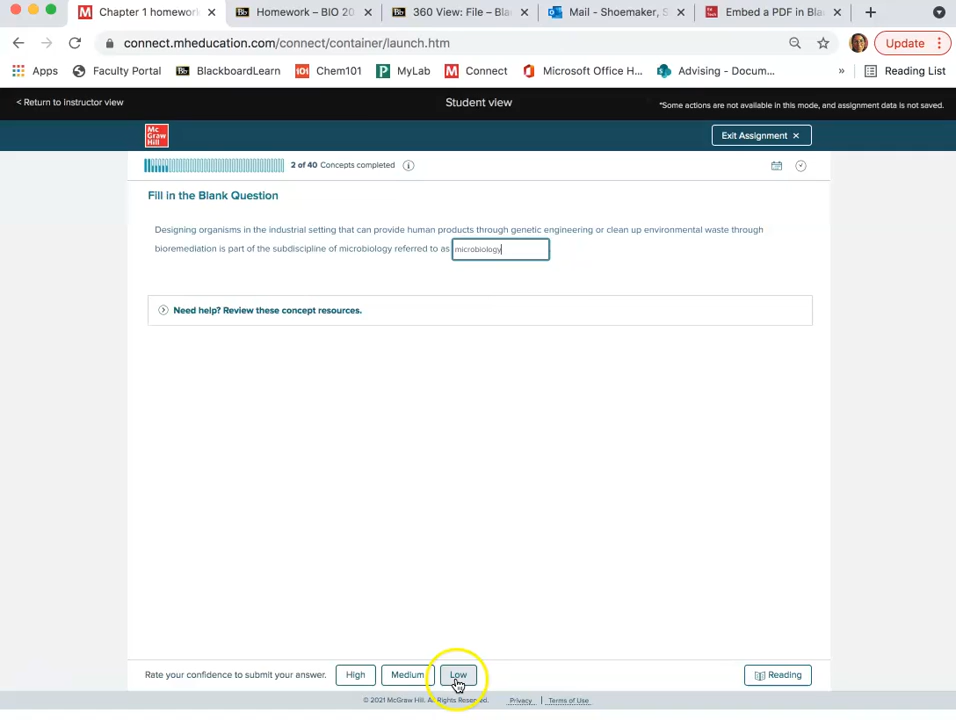 Chapter 1 homework
Homework – BIO 20
360 View: File – Bla
Mail - Shoemaker, S
Embed a PDF in Bla
connect.mheducation.com/connect/container/launch.htm
Update
Apps
Faculty Portal
Bb
BlackboardLearn
101
Chem101
P
MyLab
M
Connect
Microsoft Office H...
Advising - Docum...
»
Reading List
< Return to instructor view
Student view
*Some actions are not available in this mode, and assignment data is not saved.
Mc
Graw
Hill
Exit Assignment ×
2 of 40 Concepts completed
Fill in the Blank Question
Designing organisms in the industrial setting that can provide human products through genetic engineering or clean up environmental waste through
bioremediation is part of the subdiscipline of microbiology referred to as microbiology
Need help? Review these concept resources.
Rate your confidence to submit your answer.
High
Medium
Low
Reading
© 2021 McGraw Hill. All Rights Reserved.
Privacy
Terms of Use